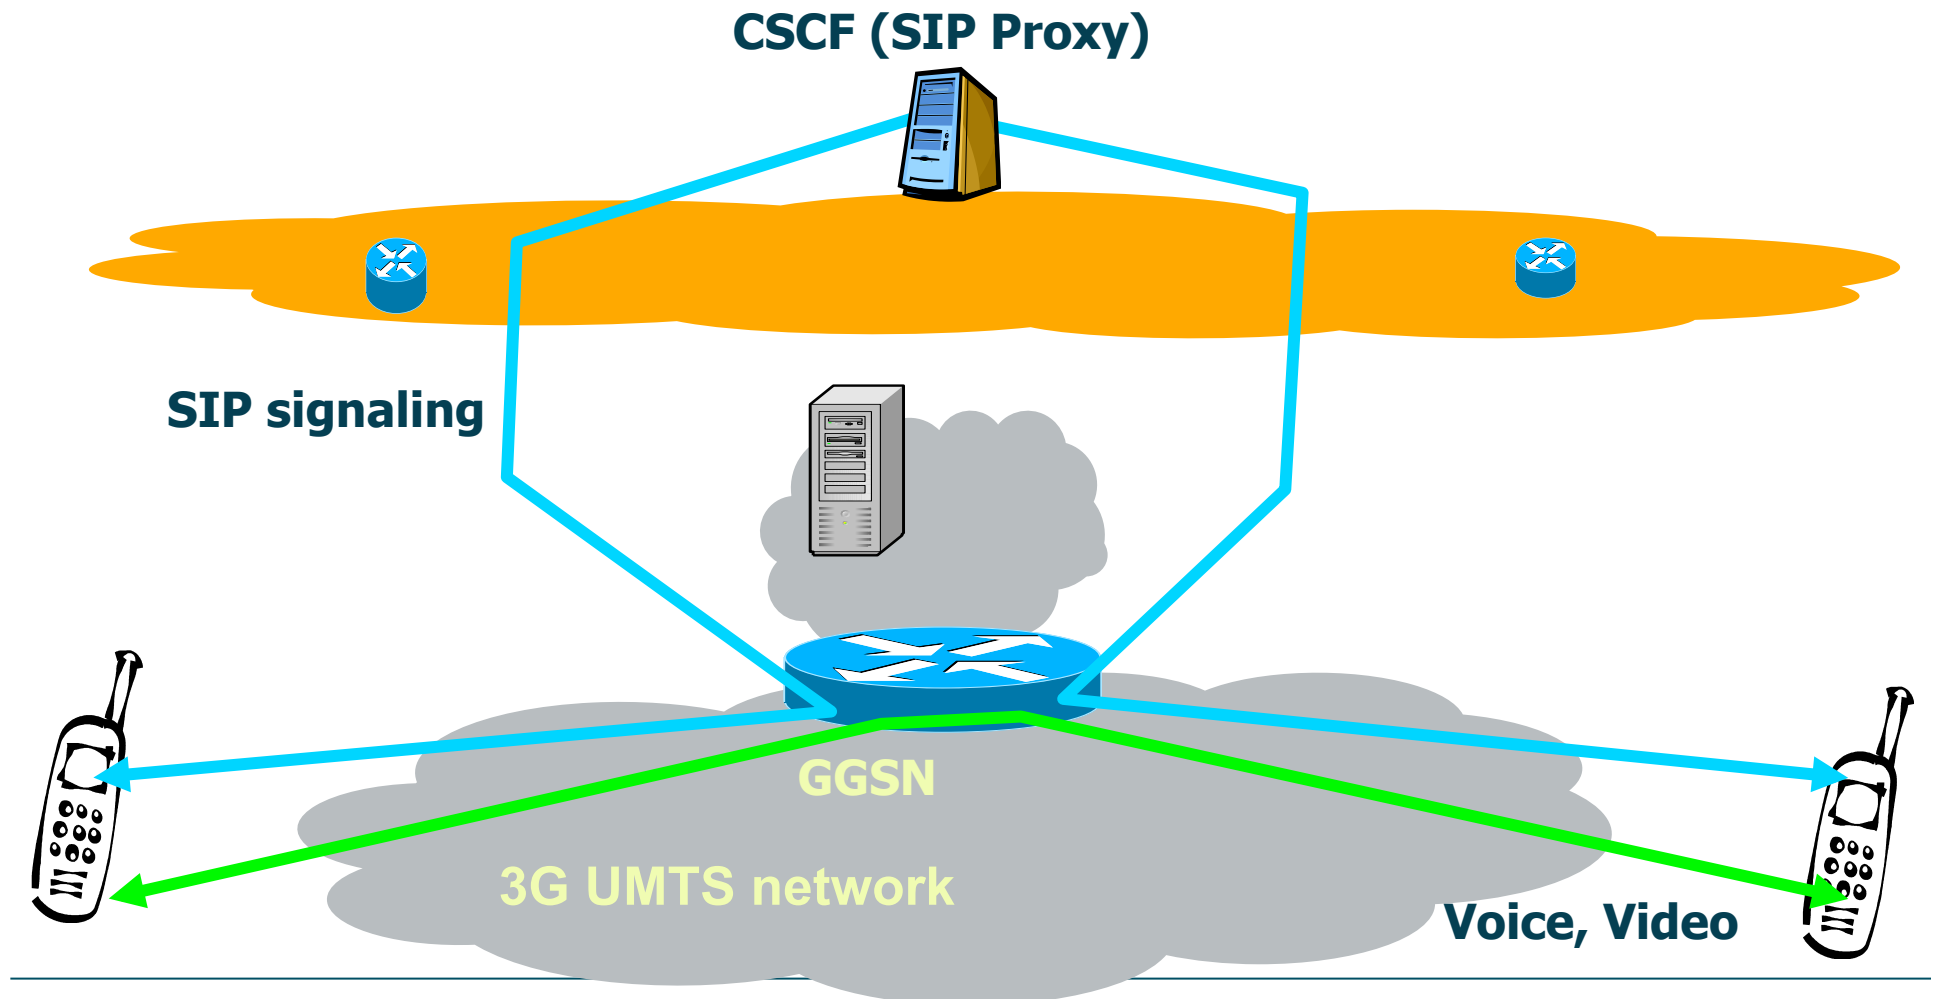 CSCF (SIP Proxy)
SIP signaling
GGSN
3G UMTS network
Voice, Video